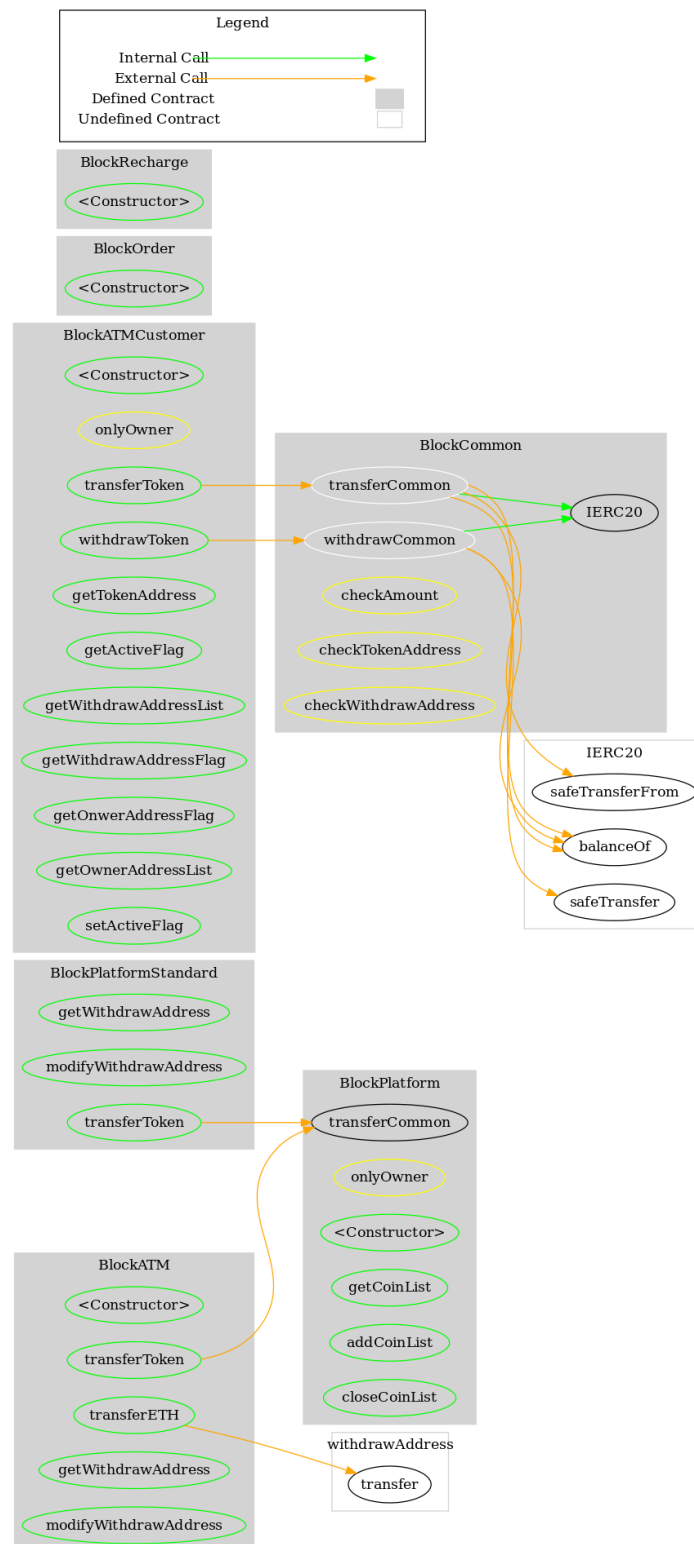 Legend
Internal Call
External Call
Defined Contract
Undefined Contract
BlockRecharge
<Constructor>
BlockOrder
<Constructor>
BlockATMCustomer
<Constructor>
onlyOwner
transferToken
withdrawToken
getTokenAddress
getActiveFlag
getWithdrawAddressList
getWithdrawAddressFlag
getOnwerAddressFlag
getOwnerAddressList
setActiveFlag
BlockCommon
transferCommon
withdrawCommon
checkAmount
checkTokenAddress
checkWithdrawAddress
IERC20
IERC20
safeTransferFrom
balanceOf
safeTransfer
BlockPlatformStandard
getWithdrawAddress
modifyWithdrawAddress
transferToken
BlockPlatform
transferCommon
onlyOwner
<Constructor>
getCoinList
addCoinList
closeCoinList
BlockATM
<Constructor>
transferToken
transferETH
getWithdrawAddress
modifyWithdrawAddress
withdrawAddress
transfer